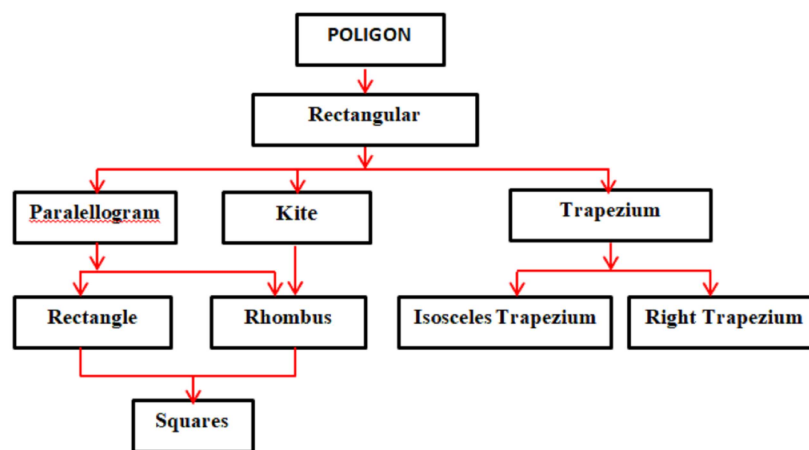 POLIGON
Rectangular
Paralellogram
Kite
Trapezium
Rectangle
Rhombus
Isosceles Trapezium
Right Trapezium
Squares